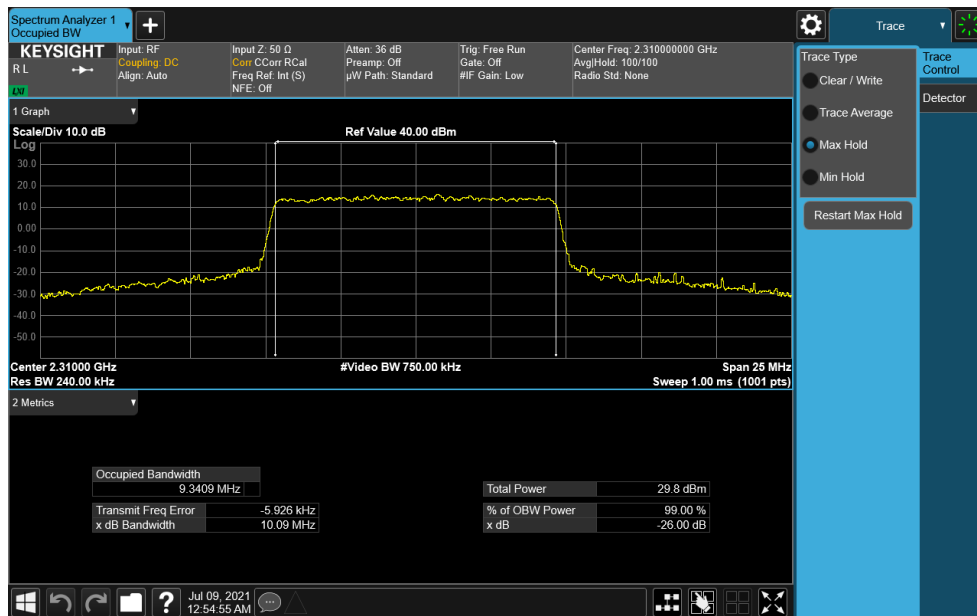 Spectrum Analyzer 1
Occupied BW
KEYSIGHT
R L
LXI
Input: RF
Coupling: DC
Align: Auto
Input Z: 50 Ω
Corr CCorr RCal
Freq Ref: Int (S)
NFE: Off
Atten: 36 dB
Preamp: Off
µW Path: Standard
Trig: Free Run
Gate: Off
#IF Gain: Low
Center Freq: 2.310000000 GHz
Avg|Hold: 100/100
Radio Std: None
1 Graph
Scale/Div 10.0 dB
Ref Value 40.00 dBm
Log
30.0
20.0
10.0
0.00
-10.0
-20.0
-30.0
-40.0
-50.0
Center 2.31000 GHz
#Video BW 750.00 kHz
Span 25 MHz
Res BW 240.00 kHz
Sweep 1.00 ms (1001 pts)
2 Metrics
Occupied Bandwidth
9.3409 MHz
Total Power 29.8 dBm
Transmit Freq Error -5.926 kHz
% of OBW Power 99.00 %
x dB Bandwidth 10.09 MHz
x dB -26.00 dB
Jul 09, 2021
12:54:55 AM
Trace
Trace Type
Clear / Write
Trace Average
Max Hold
Min Hold
Restart Max Hold
Trace
Control
Detector